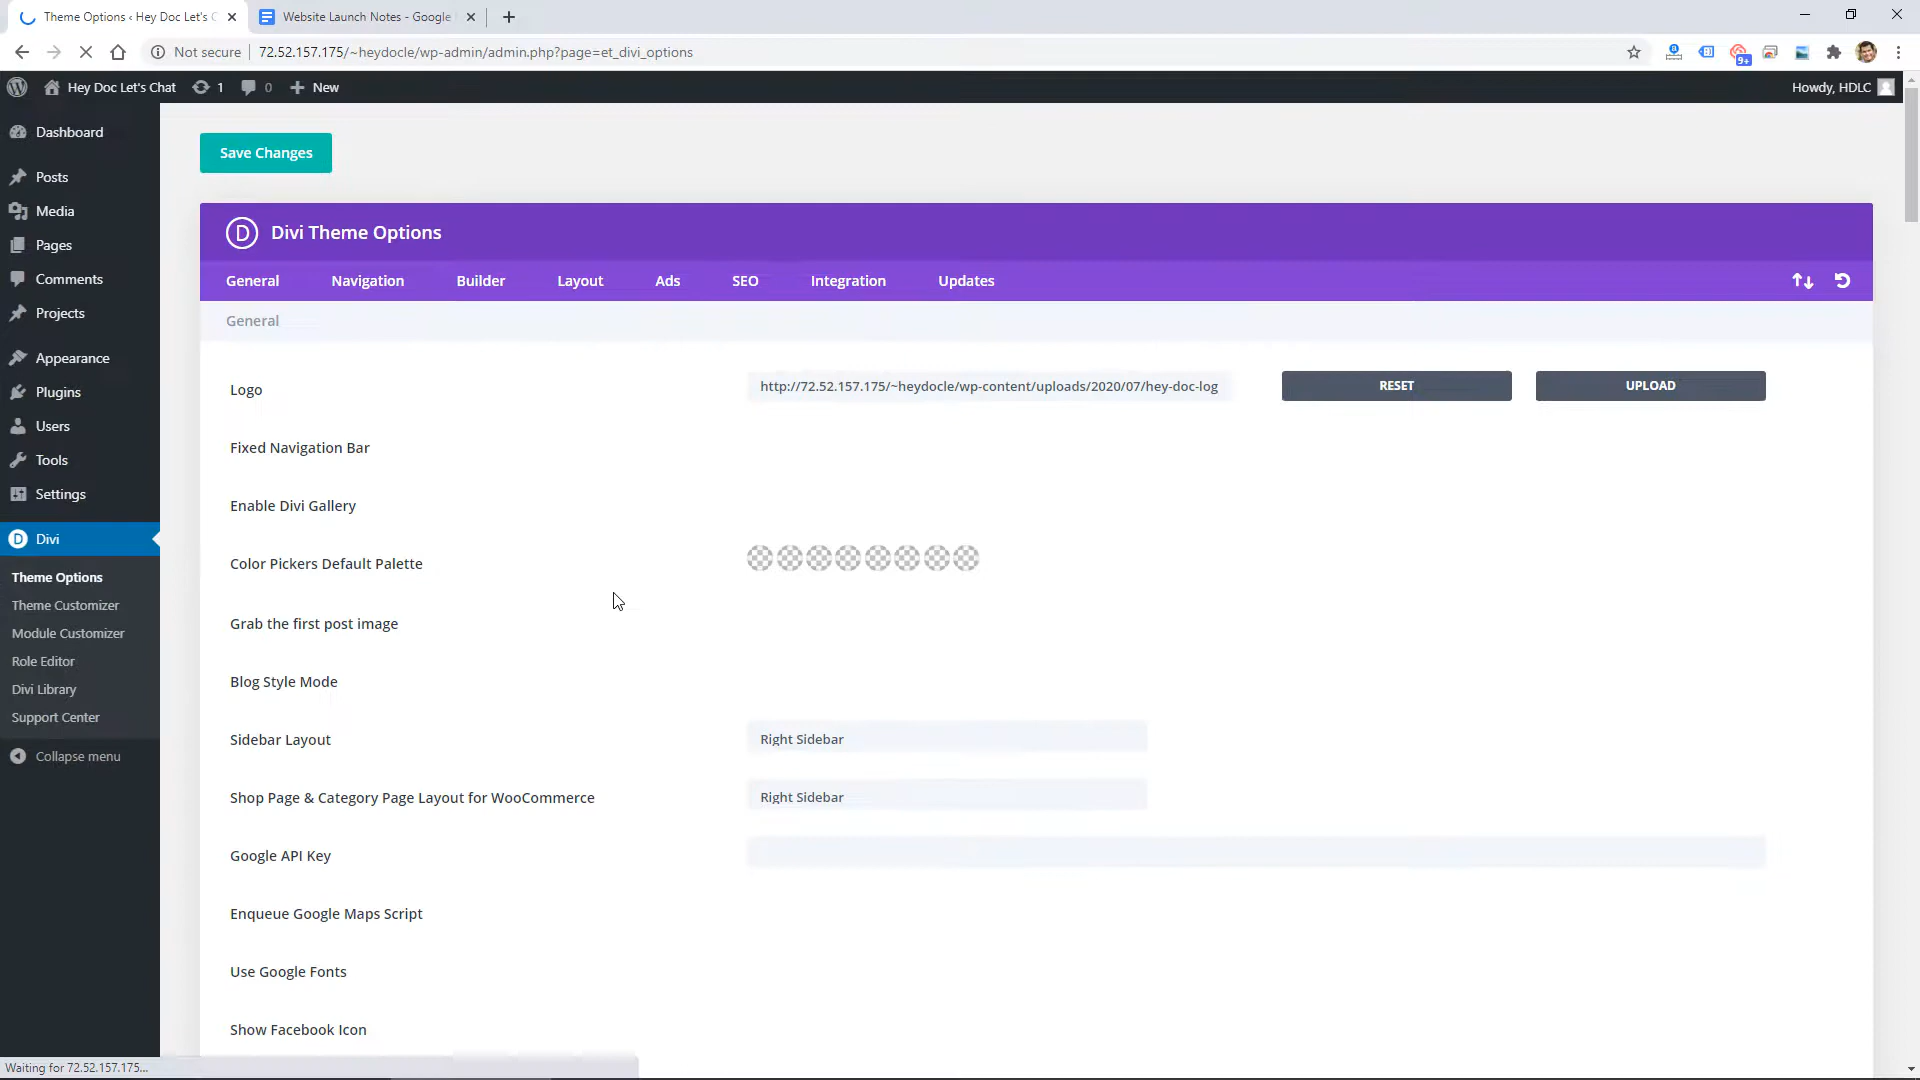 Theme Options ‹ Hey Doc Let's C
Website Launch Notes - Google
Not secure
72.52.157.175/~heydocle/wp-admin/admin.php?page=et_divi_options
9+
Hey Doc Let's Chat
1
0
New
Howdy, HDLC
Dashboard
Posts
Media
Pages
Comments
Projects
Appearance
Plugins
Users
Tools
Settings
D
Divi
Theme Options
Theme Customizer
Module Customizer
Role Editor
Divi Library
Support Center
Collapse menu
Save Changes
D
Divi Theme Options
General
Navigation
Builder
Layout
Ads
SEO
Integration
Updates
General
Logo
http://72.52.157.175/~heydocle/wp-content/uploads/2020/07/hey-doc-log
RESET
UPLOAD
Fixed Navigation Bar
Enable Divi Gallery
Color Pickers Default Palette
Grab the first post image
Blog Style Mode
Sidebar Layout
Right Sidebar
Shop Page & Category Page Layout for WooCommerce
Right Sidebar
Google API Key
Enqueue Google Maps Script
Use Google Fonts
Show Facebook Icon
Waiting for 72.52.157.175...